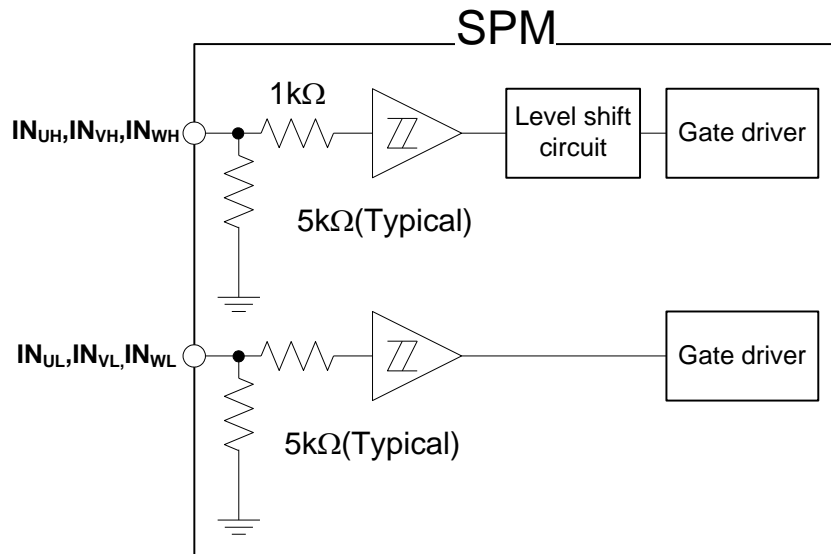 SPM
1kΩ
IN_UH,IN_VH,IN_WH
Level shift
circuit
Gate driver
5kΩ(Typical)
IN_UL,IN_VL,IN_WL
Gate driver
5kΩ(Typical)